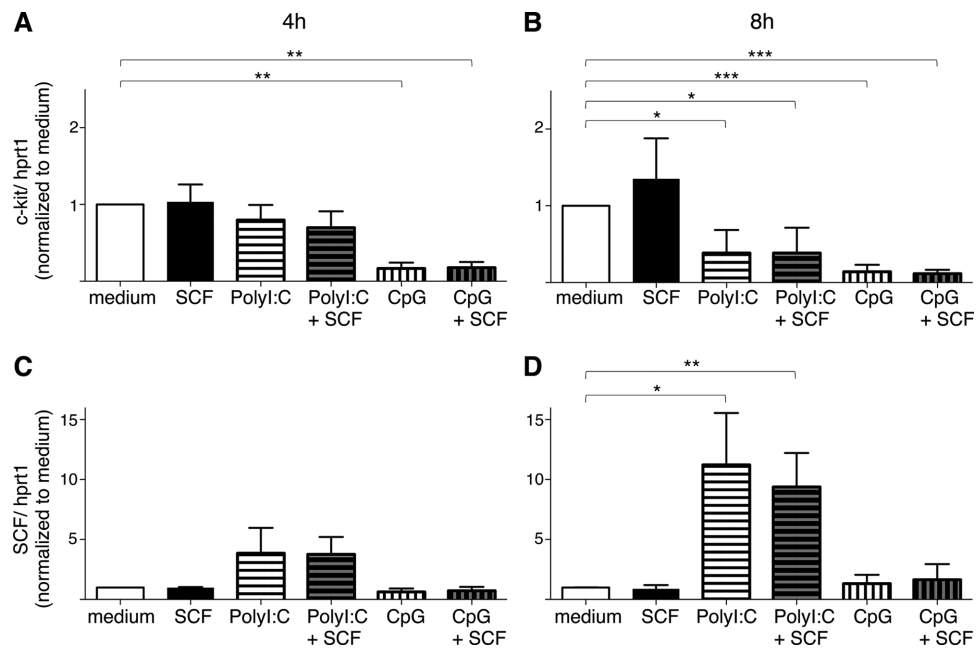 A
4h
B
8h
**
**
***
***
*
*
c-kit/ hprt1
(normalized to medium)
2
1
2
1
medium SCF PolyI:C PolyI:C CpG CpG
+ SCF + SCF
medium SCF PolyI:C PolyI:C CpG CpG
+ SCF + SCF
C
D
**
*
SCF/ hprt1
(normalized to medium)
15
10
5
15
10
5
medium SCF PolyI:C PolyI:C CpG CpG
+ SCF + SCF
medium SCF PolyI:C PolyI:C CpG CpG
+ SCF + SCF